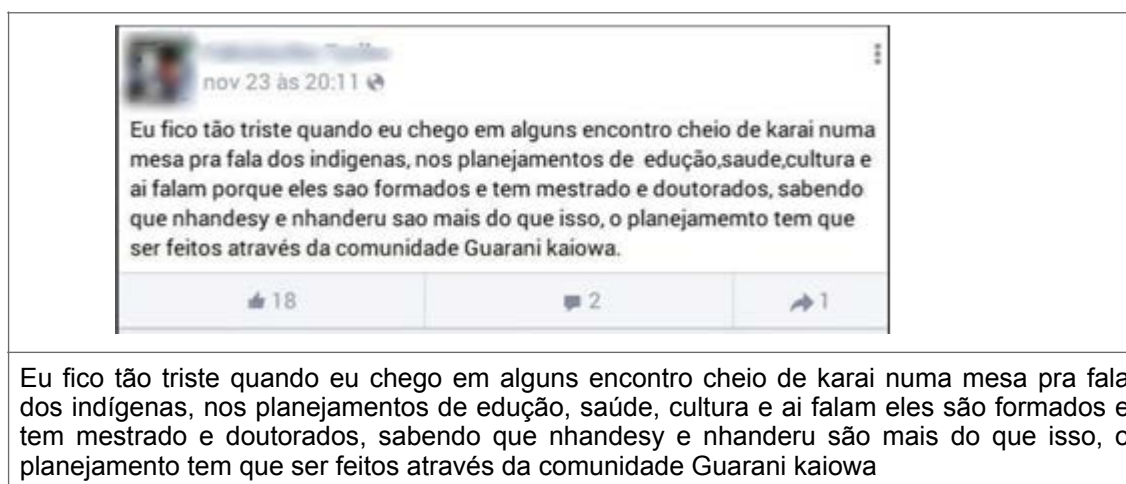 nov 23 às 20:11
Eu fico tão triste quando eu chego em alguns encontro cheio de karai numa
mesa pra fala dos indigenas, nos planejamentos de edução,saude,cultura e
ai falam porque eles sao formados e tem mestrado e doutorados, sabendo
que nhandesy e nhanderu sao mais do que isso, o planejamemto tem que
ser feitos através da comunidade Guarani kaiowa.
18 2 1
Eu fico tão triste quando eu chego em alguns encontro cheio de karai numa mesa pra fala
dos indígenas, nos planejamentos de edução, saúde, cultura e ai falam eles são formados e
tem mestrado e doutorados, sabendo que nhandesy e nhanderu são mais do que isso, o
planejamento tem que ser feitos através da comunidade Guarani kaiowa